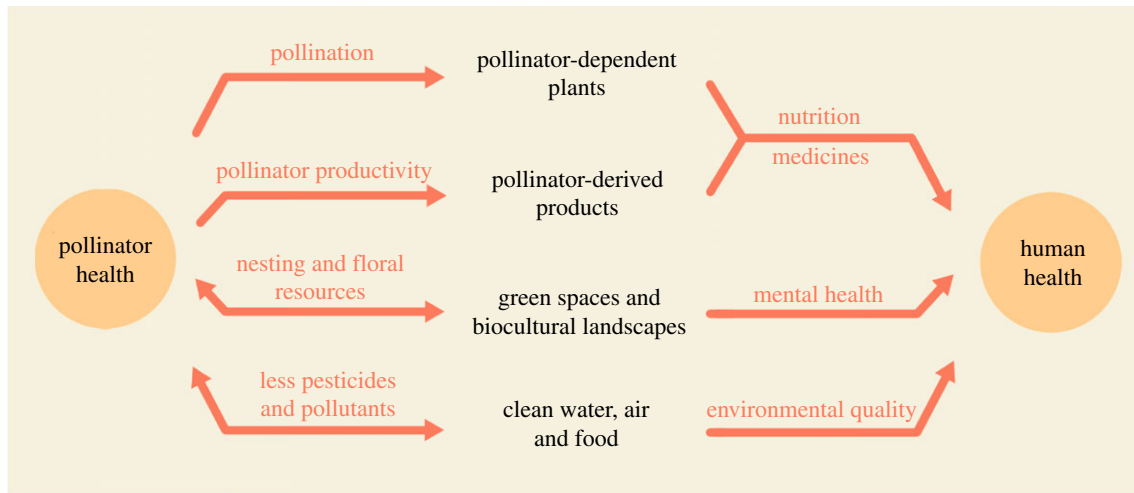 pollination
pollinator-dependent
plants
nutrition
medicines
pollinator productivity
pollinator-derived
products
pollinator
health
human
health
nesting and floral
resources
green spaces and
biocultural landscapes
mental health
less pesticides
and pollutants
clean water, air
and food
environmental quality